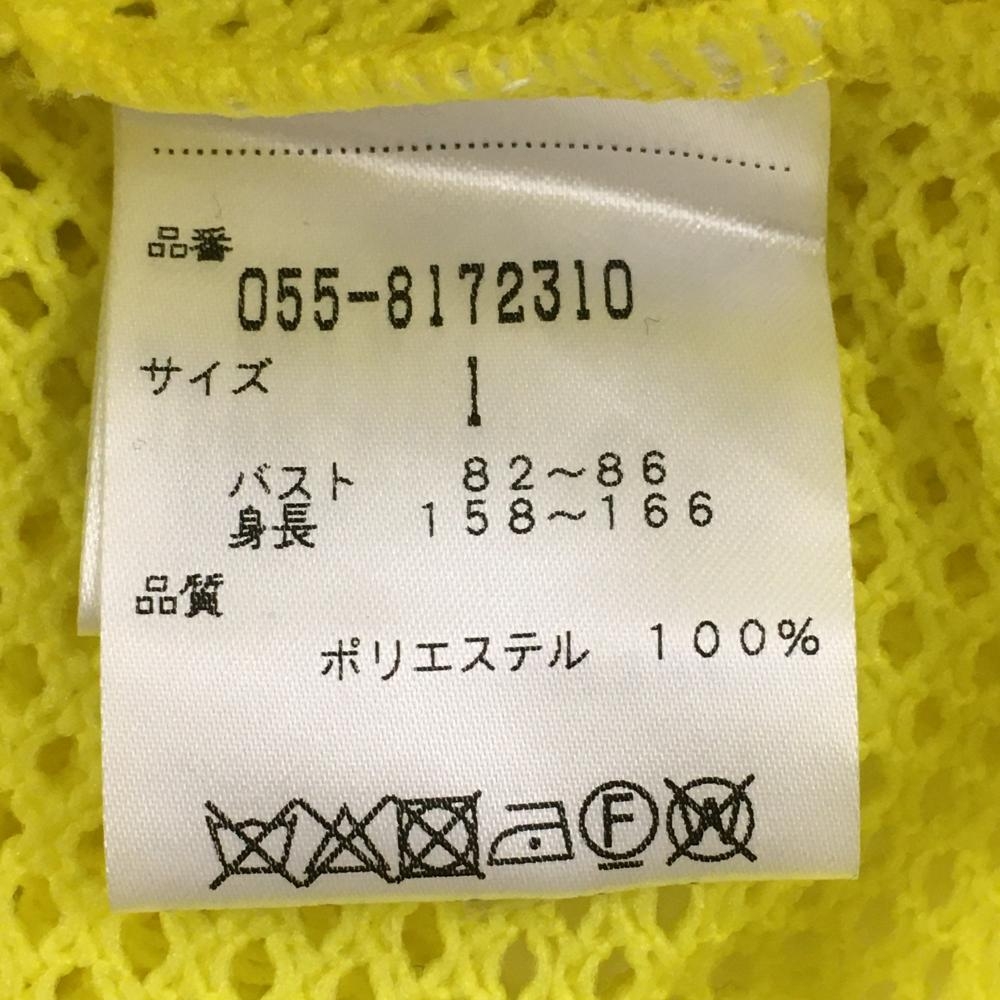 品番
055-8172310
サイズ 1
バスト 82〜86
身長 158〜166
品質
ポリエステル 100%
F W